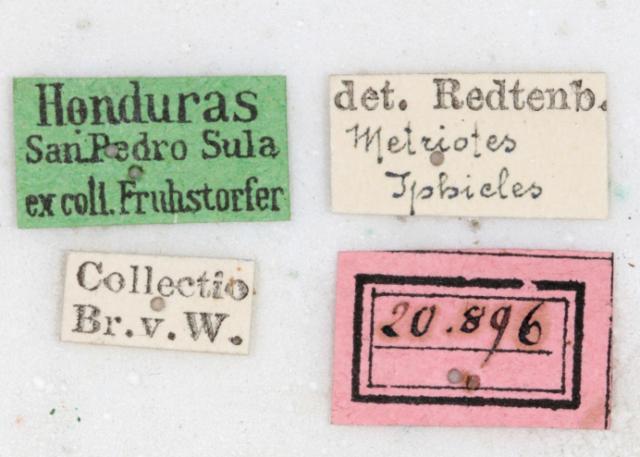 Honduras
San Pedro Sula
ex coll. Fruhstorfer
det. Redtenb.
Metriotes
Iphicles
Collectio
Br. v. W.
20.896